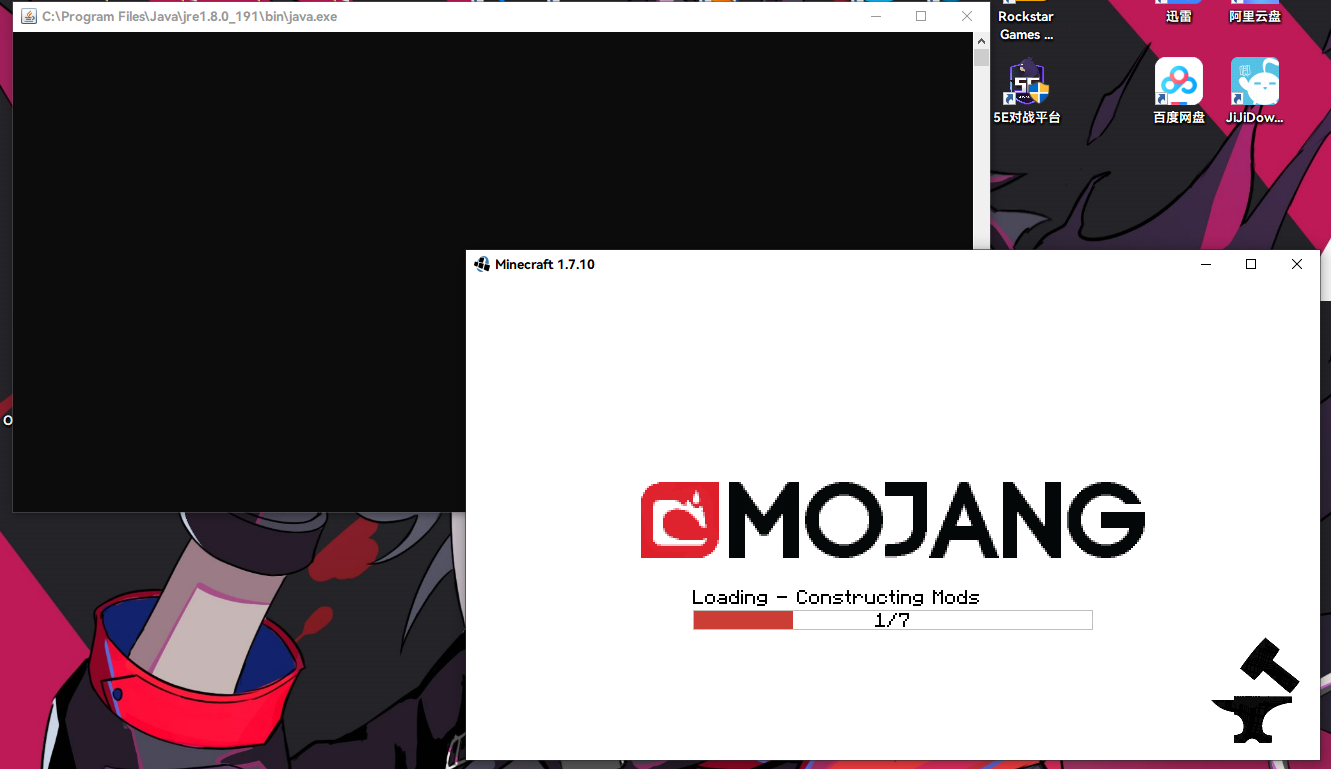 C:\Program Files\Java\jre1.8.0_191\bin\java.exe
Rockstar
Games ...
迅雷
阿里云盘
5E对战平台
百度网盘
JiJiDow...
Minecraft 1.7.10
O
MOJANG
Loading - Constructing Mods
1/7